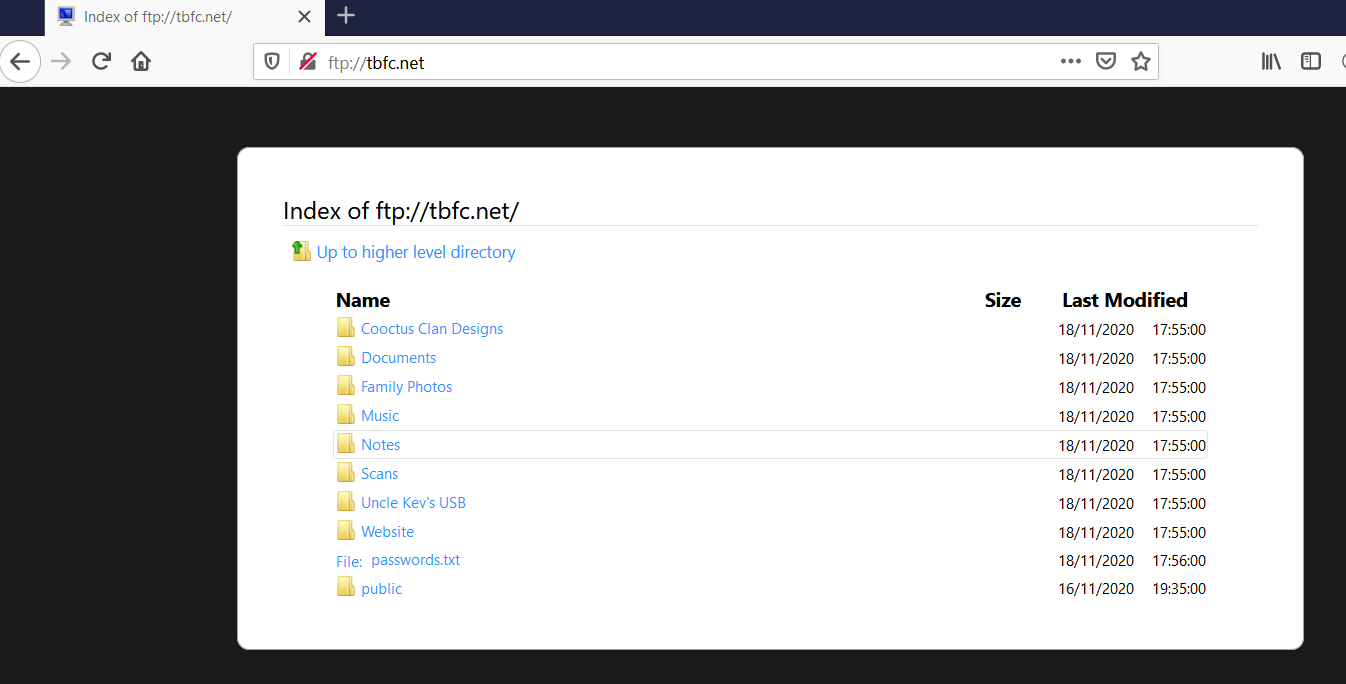 Index of ftp://tbfc.net/
ftp://tbfc.net
Index of ftp://tbfc.net/
Up to higher level directory
Name Size Last Modified
Cooctus Clan Designs 18/11/2020 17:55:00
Documents 18/11/2020 17:55:00
Family Photos 18/11/2020 17:55:00
Music 18/11/2020 17:55:00
Notes 18/11/2020 17:55:00
Scans 18/11/2020 17:55:00
Uncle Kev's USB 18/11/2020 17:55:00
Website 18/11/2020 17:55:00
File: passwords.txt 18/11/2020 17:56:00
public 16/11/2020 19:35:00